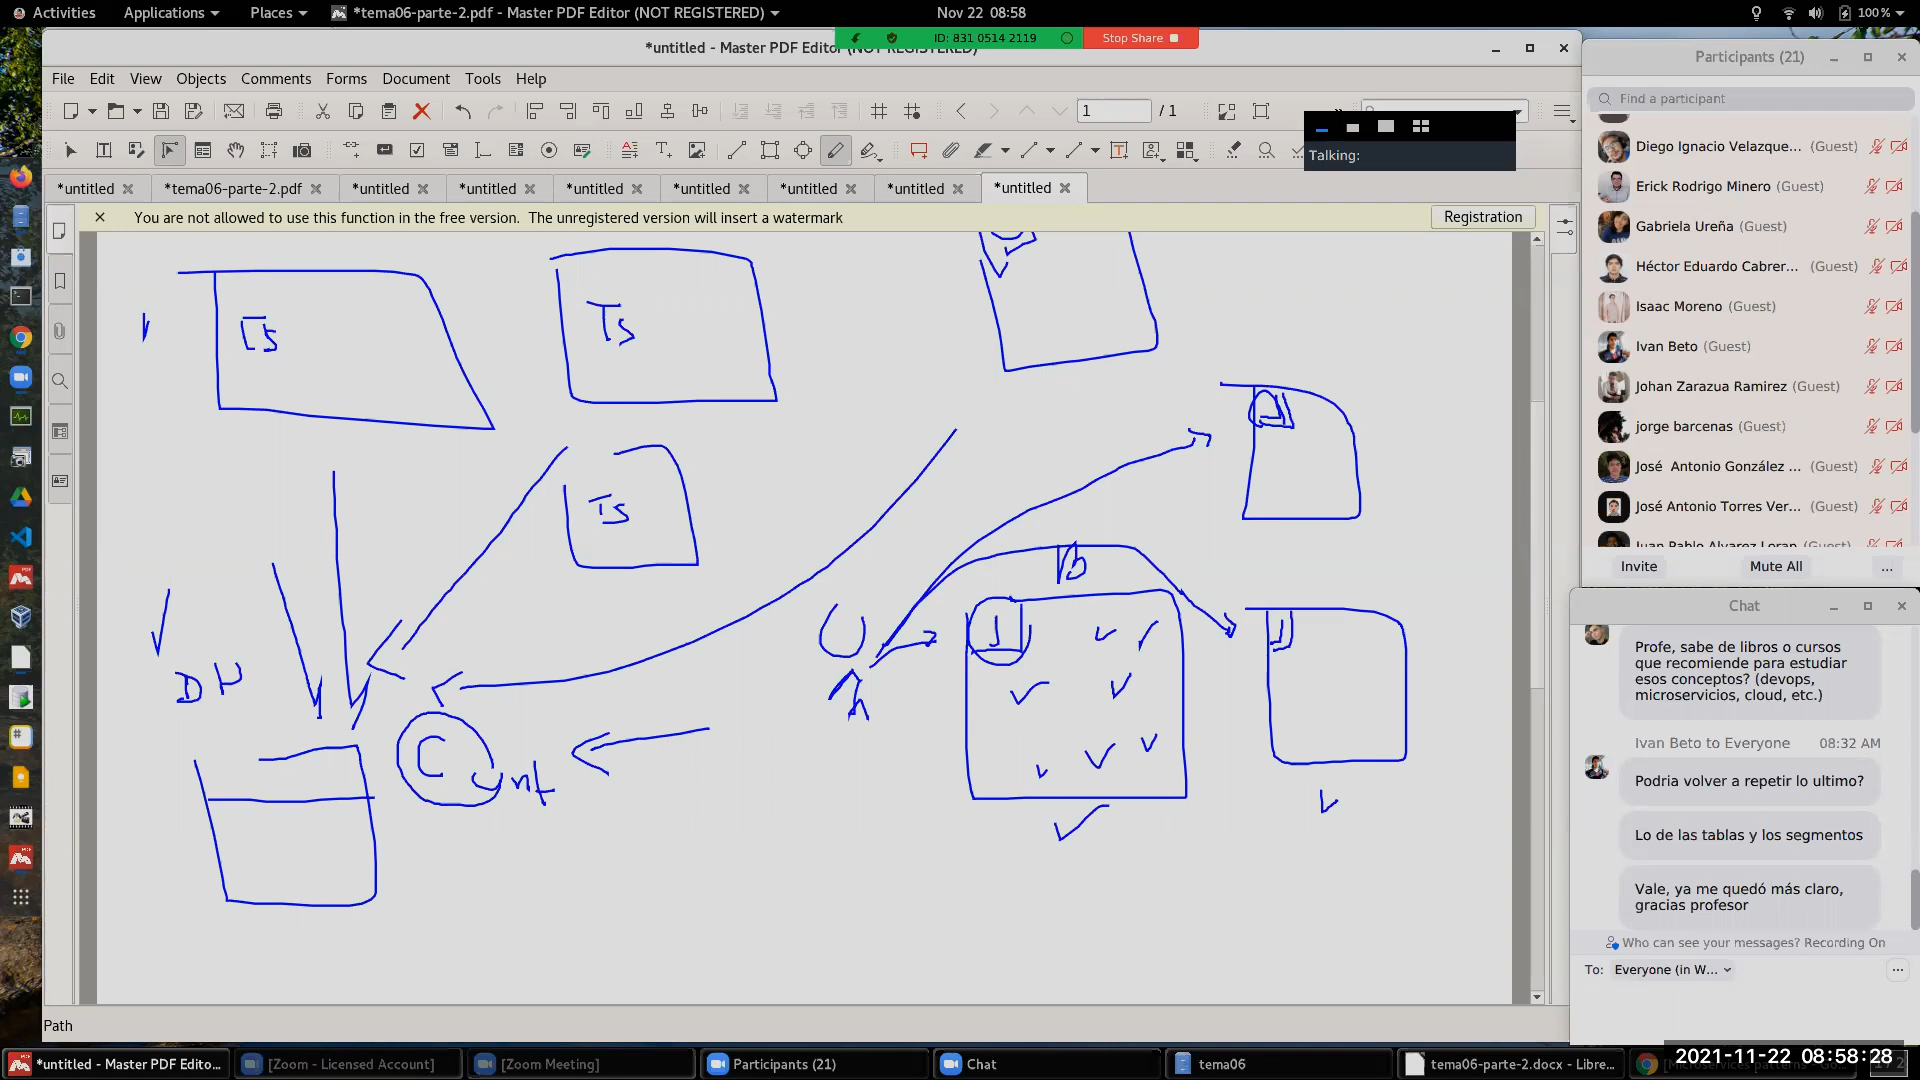 Activities
Applications
Places
*tema06-parte-2.pdf - Master PDF Editor (NOT REGISTERED)
Nov 22 08:58
100%
*untitled - Master PDF Editor (NOT REGISTERED)
ID: 831 0514 2119
Stop Share
File Edit View Objects Comments Forms Document Tools Help
1 / 1
Talking:
*untitled
*tema06-parte-2.pdf
*untitled
*untitled
*untitled
*untitled
*untitled
*untitled
*untitled
You are not allowed to use this function in the free version. The unregistered version will insert a watermark
Registration
Ts
Ts
Ts
Path
Participants (21)
Find a participant
Diego Ignacio Velazque... (Guest)
Erick Rodrigo Minero (Guest)
Gabriela Ureña (Guest)
Héctor Eduardo Cabrer... (Guest)
Isaac Moreno (Guest)
Ivan Beto (Guest)
Johan Zarazua Ramirez (Guest)
jorge barcenas (Guest)
José Antonio González ... (Guest)
José Antonio Torres Ver... (Guest)
Invite
Mute All
...
Chat
Profe, sabe de libros o cursos
que recomiende para estudiar
esos conceptos? (devops,
microservicios, cloud, etc.)
Ivan Beto to Everyone 08:32 AM
Podria volver a repetir lo ultimo?
Lo de las tablas y los segmentos
Vale, ya me quedó más claro,
gracias profesor
Who can see your messages? Recording On
To: Everyone (in W...
*untitled - Master PDF Edito...
[Zoom - Licensed Account]
[Zoom Meeting]
Participants (21)
Chat
tema06
tema06-parte-2.docx - Libre...
2021-11-22 08:58:28